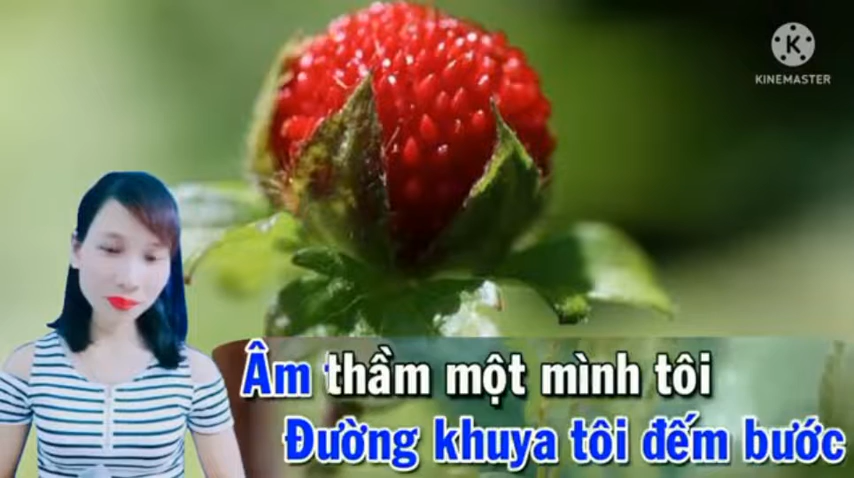 KINEMASTER
Âm thầm một mình tôi
Đường khuya tôi đếm bước